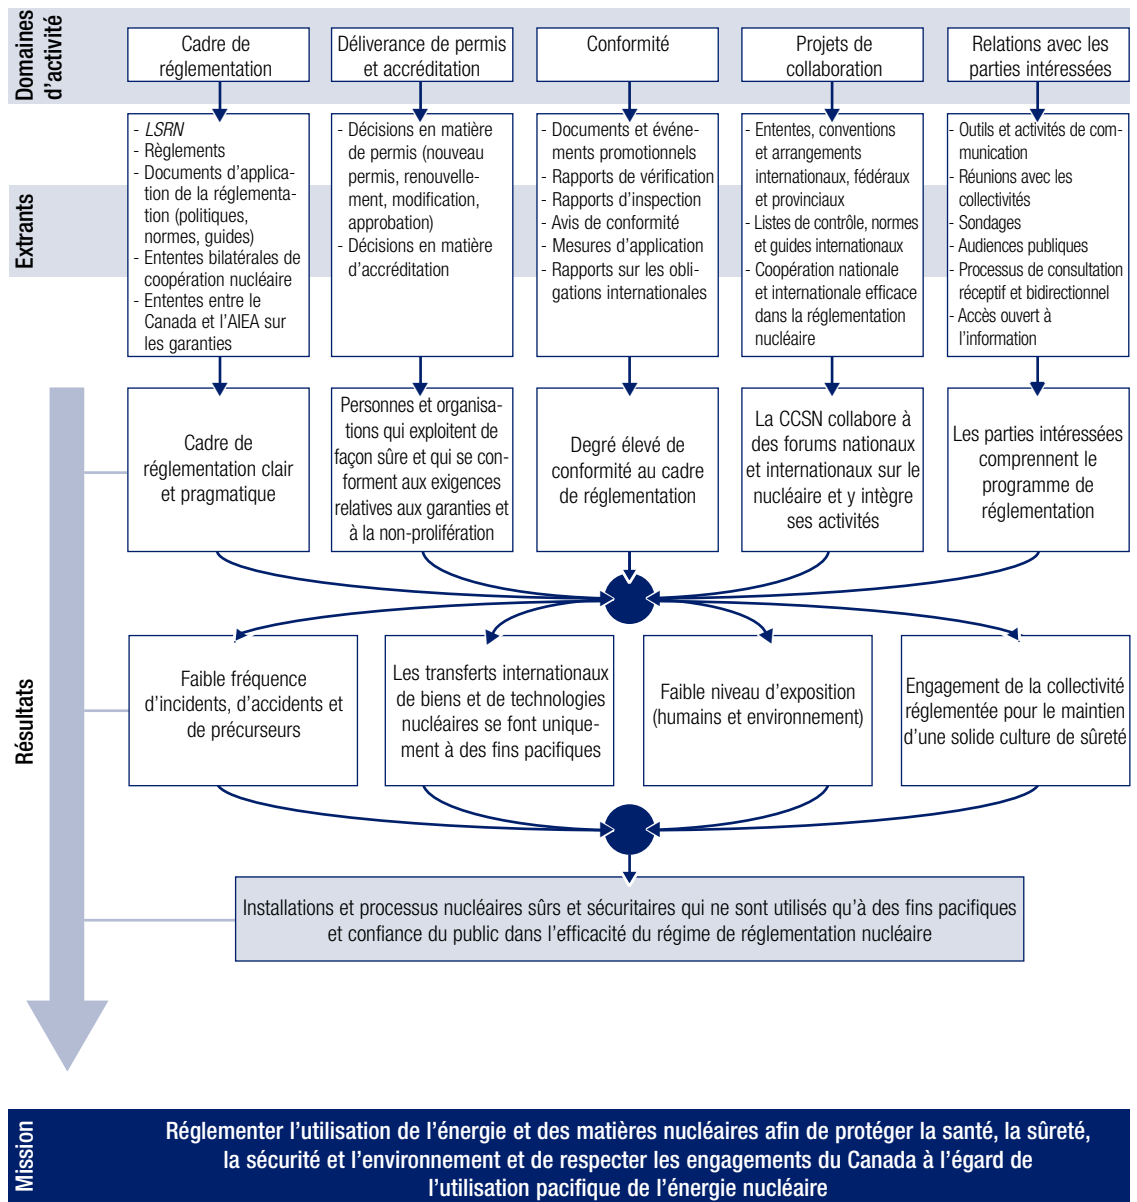 Domaines
d'activité
Cadre de
réglementation
Déliverance de permis
et accréditation
Conformité
Projets de
collaboration
Relations avec les
parties intéressées
Extrants
- LSRN
- Règlements
- Documents d'applica-
tion de la réglementa-
tion (politiques,
normes, guides)
- Ententes bilatérales de
coopération nucléaire
- Ententes entre le
Canada et l'AIEA sur
les garanties
- Décisions en matière
de permis (nouveau
permis, renouvelle-
ment, modification,
approbation)
- Décisions en matière
d'accréditation
- Documents et événe-
ments promotionnels
- Rapports de vérification
- Rapports d'inspection
- Avis de conformité
- Mesures d'application
- Rapports sur les obli-
gations internationales
- Ententes, conventions
et arrangements
internationaux, fédéraux
et provinciaux
- Listes de contrôle, normes
et guides internationaux
- Coopération nationale
et internationale efficace
dans la réglementation
nucléaire
- Outils et activités de com-
munication
- Réunions avec les
collectivités
- Sondages
- Audiences publiques
- Processus de consultation
réceptif et bidirectionnel
- Accès ouvert à
l'information
Résultats
Cadre de
réglementation clair
et pragmatique
Personnes et organisa-
tions qui exploitent de
façon sûre et qui se con-
forment aux exigences
relatives aux garanties et
à la non-prolifération
Degré élevé de
conformité au cadre
de réglementation
La CCSN collabore à
des forums nationaux
et internationaux sur le
nucléaire et y intègre
ses activités
Les parties intéressées
comprennent le
programme de
réglementation
Faible fréquence
d'incidents, d'accidents et
de précurseurs
Les transferts internationaux
de biens et de technologies
nucléaires se font unique-
ment à des fins pacifiques
Faible niveau d'exposition
(humains et environnement)
Engagement de la collectivité
réglementée pour le maintien
d'une solide culture de sûreté
Installations et processus nucléaires sûrs et sécuritaires qui ne sont utilisés qu'à des fins pacifiques
et confiance du public dans l'efficacité du régime de réglementation nucléaire
Mission
Réglementer l'utilisation de l'énergie et des matières nucléaires afin de protéger la santé, la sûreté,
la sécurité et l'environnement et de respecter les engagements du Canada à l'égard de
l'utilisation pacifique de l'énergie nucléaire